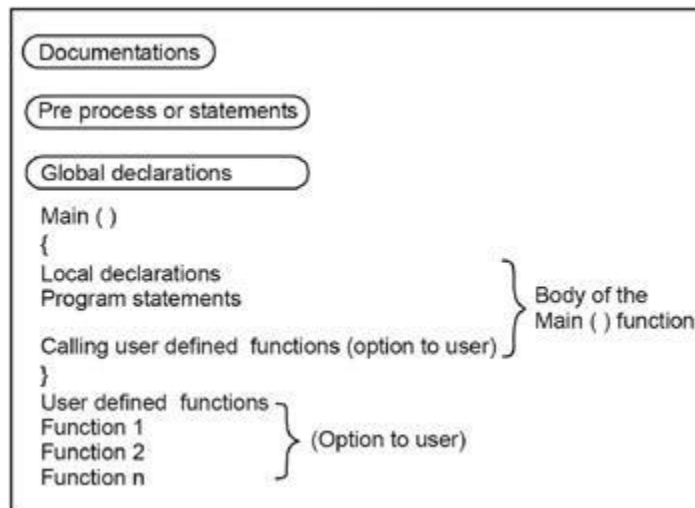 Documentations
Pre process or statements
Global declarations
Main ( )
{
Local declarations
Program statements
Calling user defined functions (option to user)
Body of the
Main ( ) function
}
User defined functions
Function 1
Function 2
Function n
(Option to user)